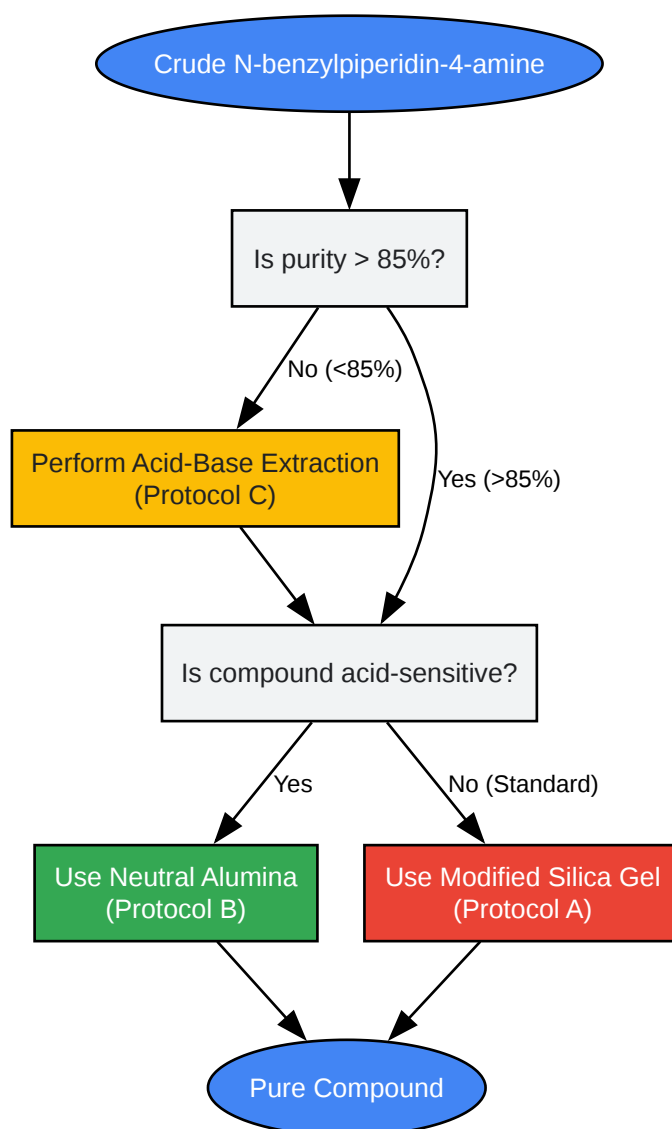 Crude N-benzylpiperidin-4-amine
Is purity > 85%?
No (<85%)
Perform Acid-Base Extraction
(Protocol C)
Yes (>85%)
Is compound acid-sensitive?
Yes
No (Standard)
Use Neutral Alumina
(Protocol B)
Use Modified Silica Gel
(Protocol A)
Pure Compound